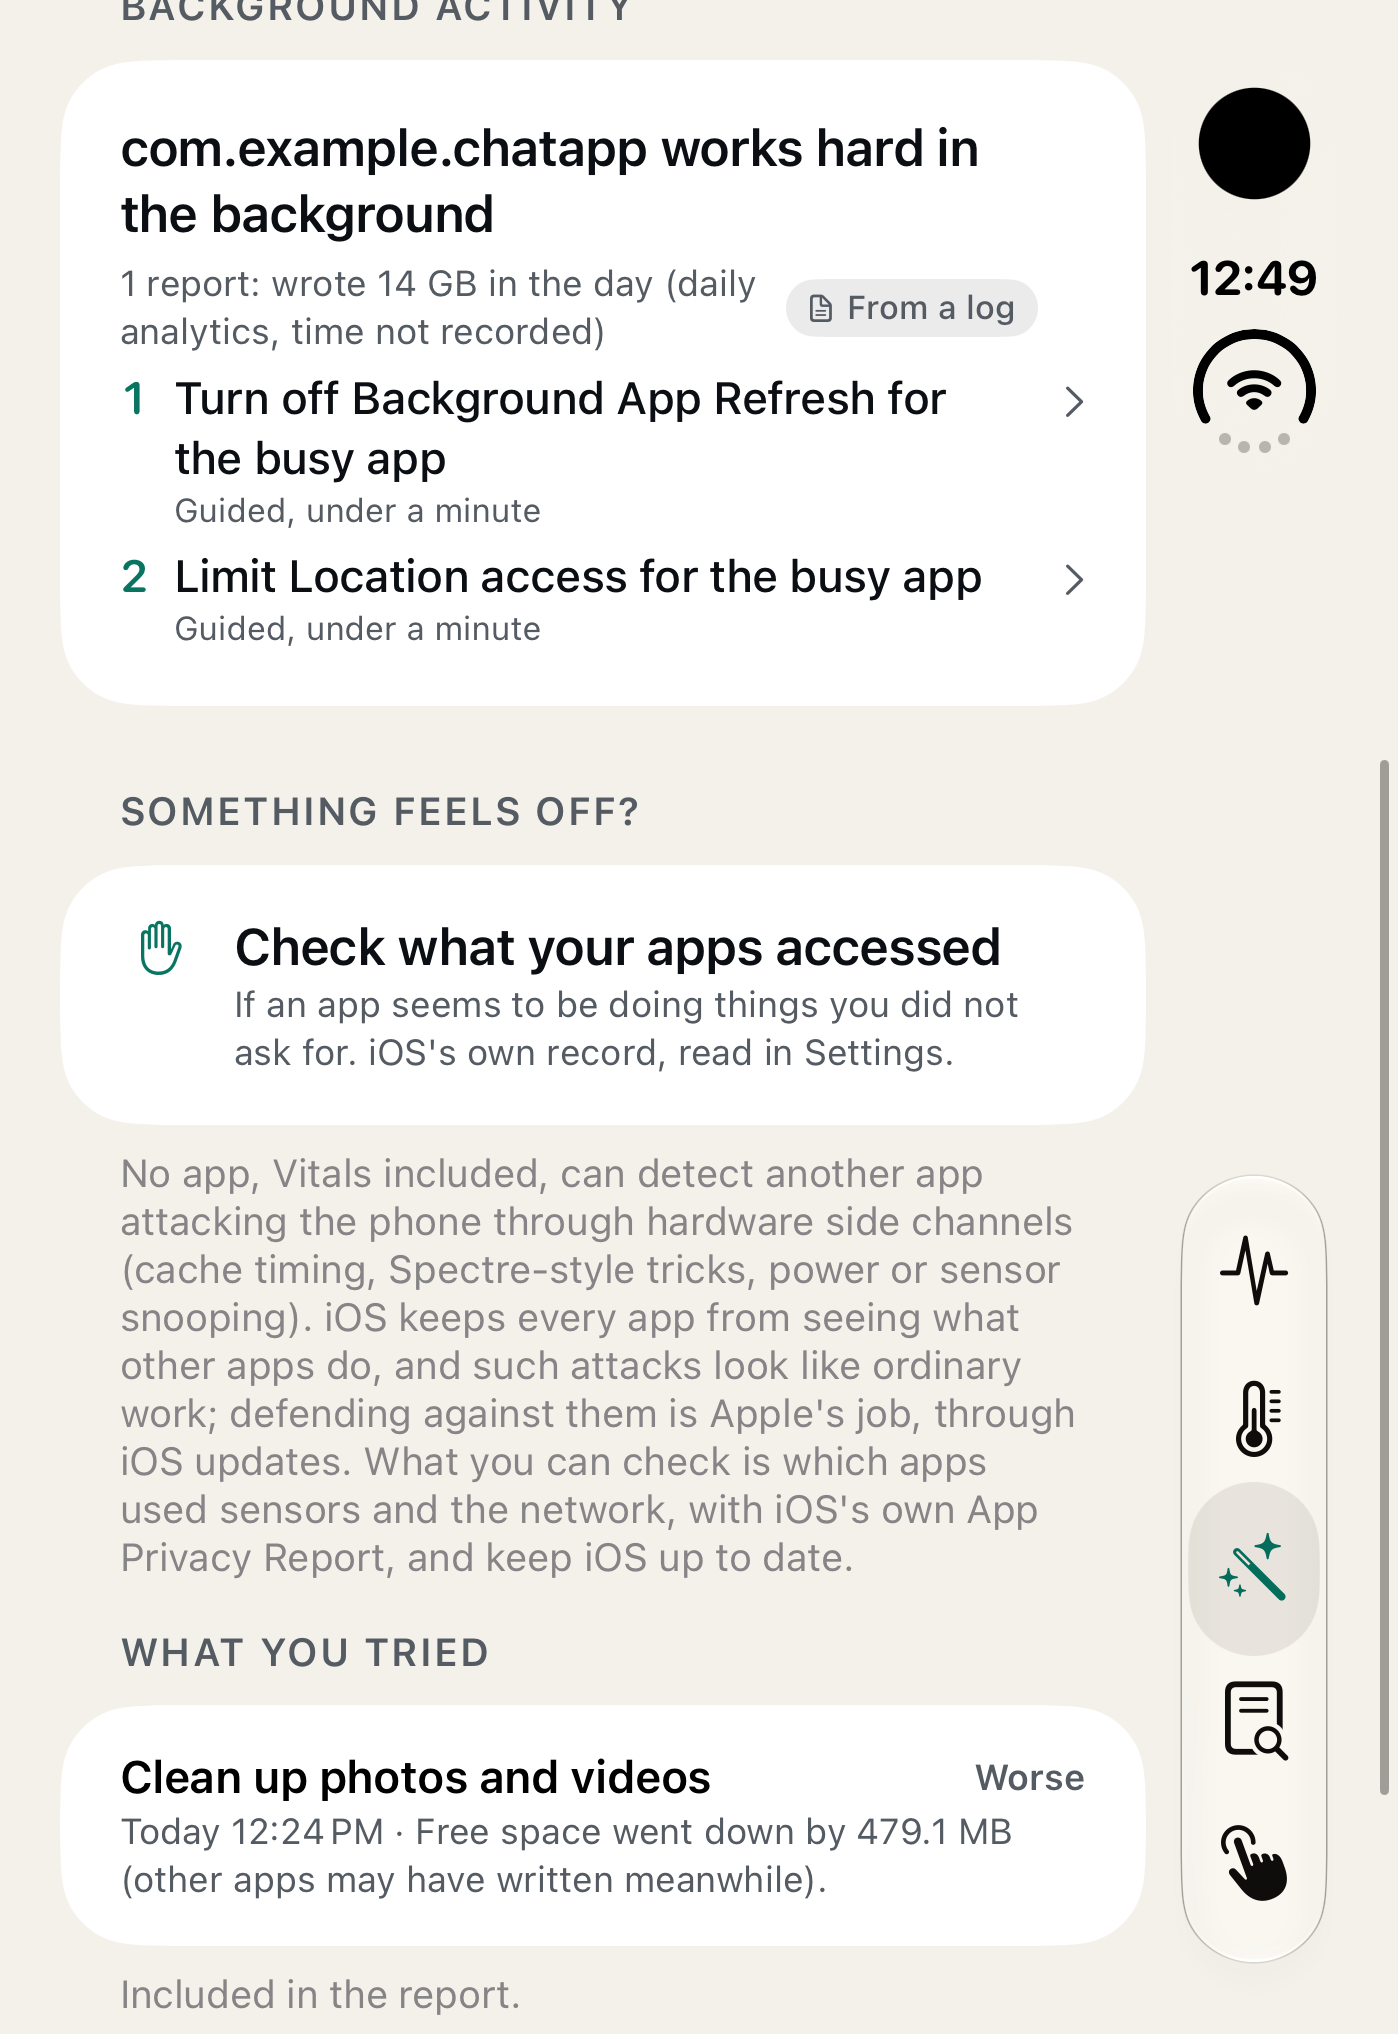 BACKGROUND ACTIVITY
com.example.chatapp works hard in
the background
1 report: wrote 14 GB in the day (daily
analytics, time not recorded)
From a log
1 Turn off Background App Refresh for
the busy app
Guided, under a minute
2 Limit Location access for the busy app
Guided, under a minute
12:49
SOMETHING FEELS OFF?
Check what your apps accessed
If an app seems to be doing things you did not
ask for. iOS's own record, read in Settings.
No app, Vitals included, can detect another app
attacking the phone through hardware side channels
(cache timing, Spectre-style tricks, power or sensor
snooping). iOS keeps every app from seeing what
other apps do, and such attacks look like ordinary
work; defending against them is Apple's job, through
iOS updates. What you can check is which apps
used sensors and the network, with iOS's own App
Privacy Report, and keep iOS up to date.
WHAT YOU TRIED
Clean up photos and videos
Worse
Today 12:24 PM · Free space went down by 479.1 MB
(other apps may have written meanwhile).
Included in the report.